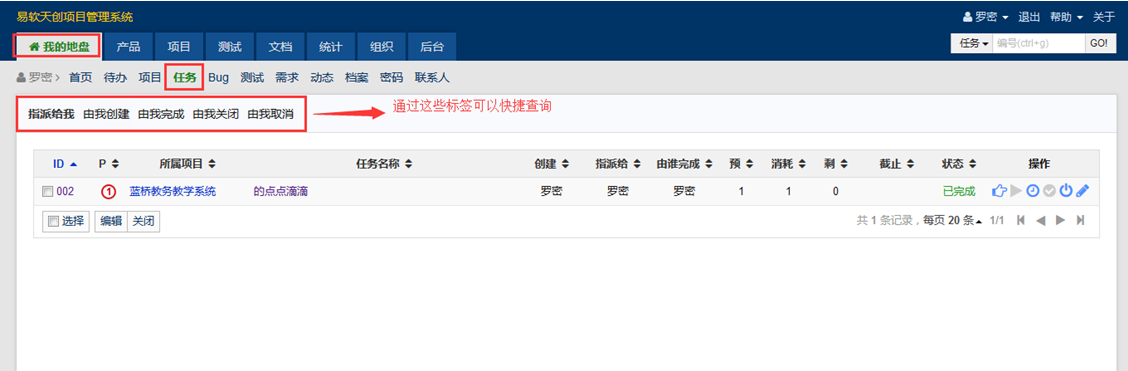 易软天创项目管理系统
罗密 退出 帮助 关于
我的地盘 产品 项目 测试 文档 统计 组织 后台
任务 编号(ctrl+g) GO!
罗密 首页 待办 项目 任务 Bug 测试 需求 动态 档案 密码 联系人
指派给我 由我创建 由我完成 由我关闭 由我取消
通过这些标签可以快捷查询
ID P 所属项目 任务名称 创建 指派给 由谁完成 预 消耗 剩 截止 状态 操作
002 1 蓝桥教务教学系统 的点点滴滴 罗密 罗密 罗密 1 1 0 已完成
选择 编辑 关闭 共 1 条记录，每页 20 条 1/1